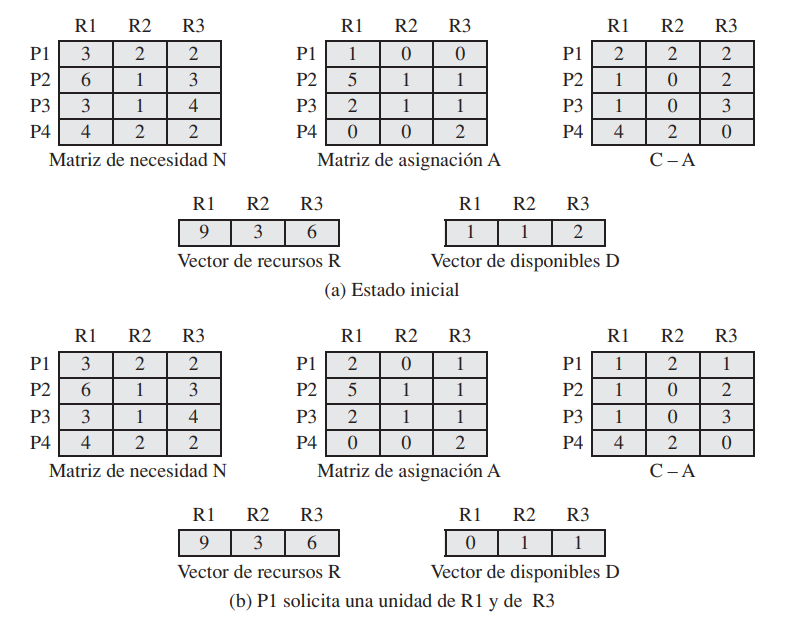 R1 R2 R3 R1 R2 R3 R1 R2 R3
P1 3 2 2 P1 1 0 0 P1 2 2 2
P2 6 1 3 P2 5 1 1 P2 1 0 2
P3 3 1 4 P3 2 1 1 P3 1 0 3
P4 4 2 2 P4 0 0 2 P4 4 2 0
Matriz de necesidad N Matriz de asignación A C – A
R1 R2 R3 R1 R2 R3
9 3 6 1 1 2
Vector de recursos R Vector de disponibles D
(a) Estado inicial
R1 R2 R3 R1 R2 R3 R1 R2 R3
P1 3 2 2 P1 2 0 1 P1 1 2 1
P2 6 1 3 P2 5 1 1 P2 1 0 2
P3 3 1 4 P3 2 1 1 P3 1 0 3
P4 4 2 2 P4 0 0 2 P4 4 2 0
Matriz de necesidad N Matriz de asignación A C – A
R1 R2 R3 R1 R2 R3
9 3 6 0 1 1
Vector de recursos R Vector de disponibles D
(b) P1 solicita una unidad de R1 y de R3